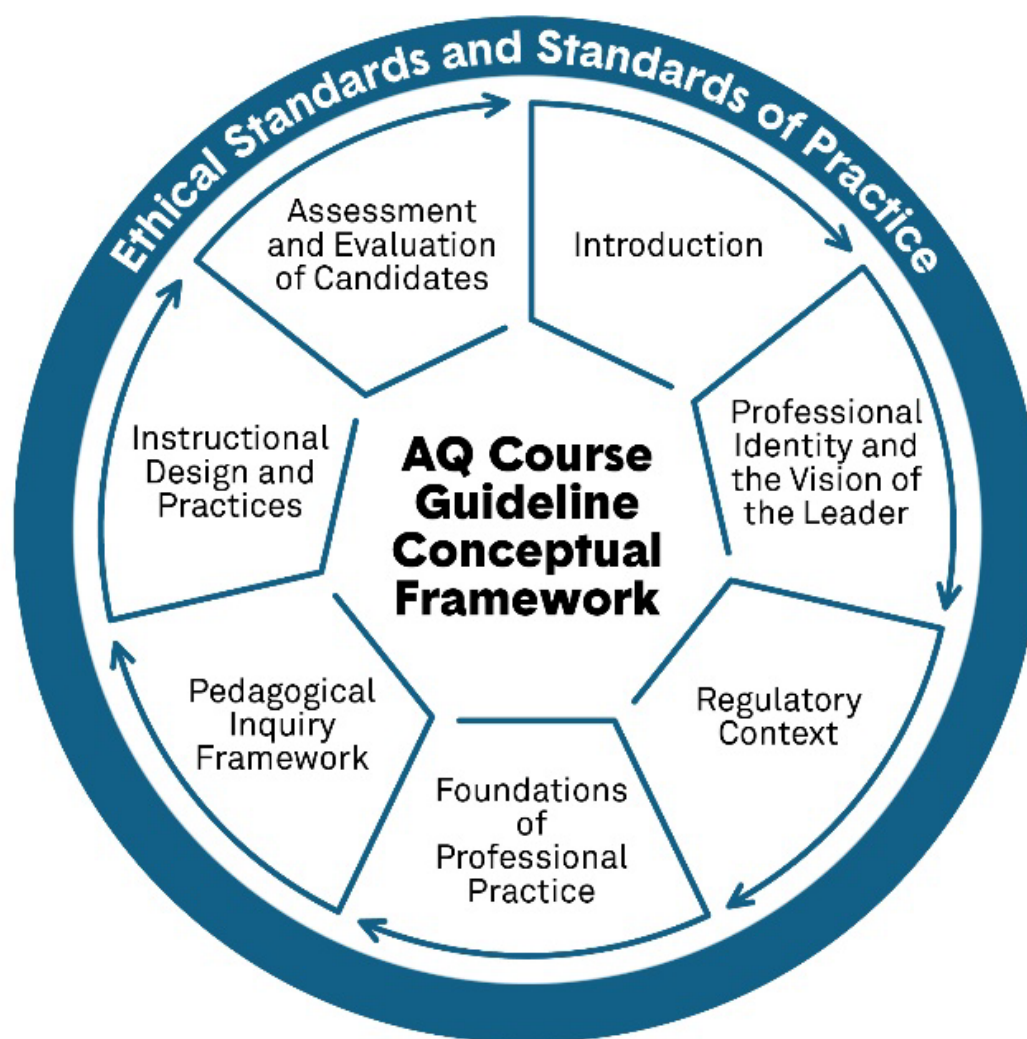 Ethical Standards and Standards of Practice
Introduction
Professional
Identity and
the Vision of
the Leader
Regulatory
Context
Foundations
of
Professional
Practice
Pedagogical
Inquiry
Framework
Instructional
Design and
Practices
Assessment
and Evaluation
of Candidates
AQ Course
Guideline
Conceptual
Framework